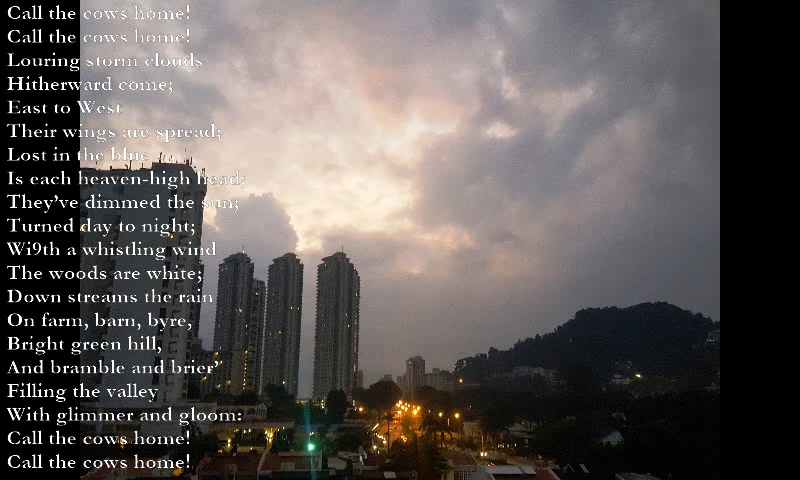 Call the cows home!
Call the cows home!
Louring storm clouds
Hitherward come;
East to West
Their wings are spread;
Lost in the blue
Is each heaven-high head;
They've dimmed the sun;
Turned day to night;
Wi9th a whistling wind
The woods are white;
Down streams the rain
On farm, barn, byre,
Bright green hill,
And bramble and brier'
Filling the valley
With glimmer and gloom:
Call the cows home!
Call the cows home!